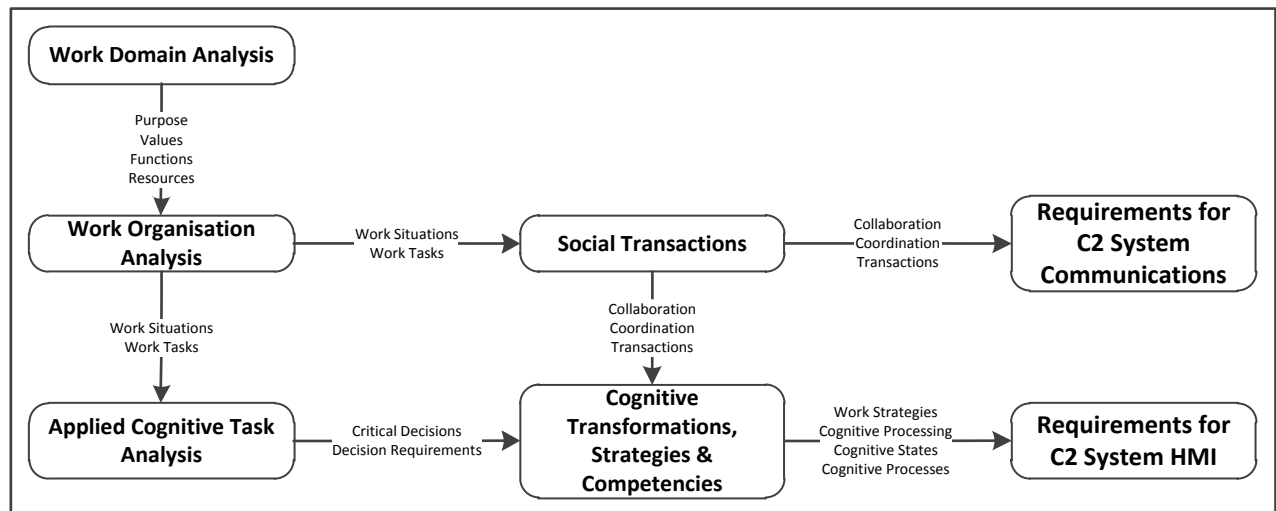 Work Domain Analysis
Purpose
Values
Functions
Resources
Work Organisation
Analysis
Work Situations
Work Tasks
Social Transactions
Collaboration
Coordination
Transactions
Requirements for
C2 System
Communications
Work Situations
Work Tasks
Collaboration
Coordination
Transactions
Applied Cognitive Task
Analysis
Critical Decisions
Decision Requirements
Cognitive
Transformations,
Strategies &
Competencies
Work Strategies
Cognitive Processing
Cognitive States
Cognitive Processes
Requirements for
C2 System HMI